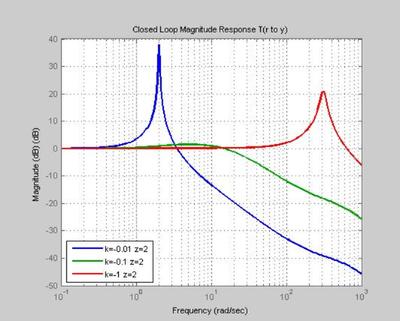 Closed Loop Magnitude Response T(r to y)
Magnitude (dB) (dB)
40
30
20
10
0
-10
-20
-30
-40
-50
k=-0.01 z=2
k=-0.1 z=2
k=-1 z=2
10^-1 10^0 10^1 10^2 10^3
Frequency (rad/sec)